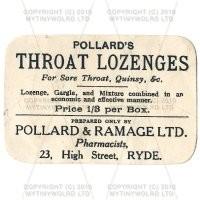 POLLARD'S
THROAT LOZENGES
For Sore Throat, Quinsy, &c.
Lozenge, Gargle, and Mixture combined in an
economic and effective manner.
Price 1/8 per Box.
PREPARED ONLY BY
POLLARD & RAMAGE LTD.
Pharmacists,
23, High Street, RYDE.